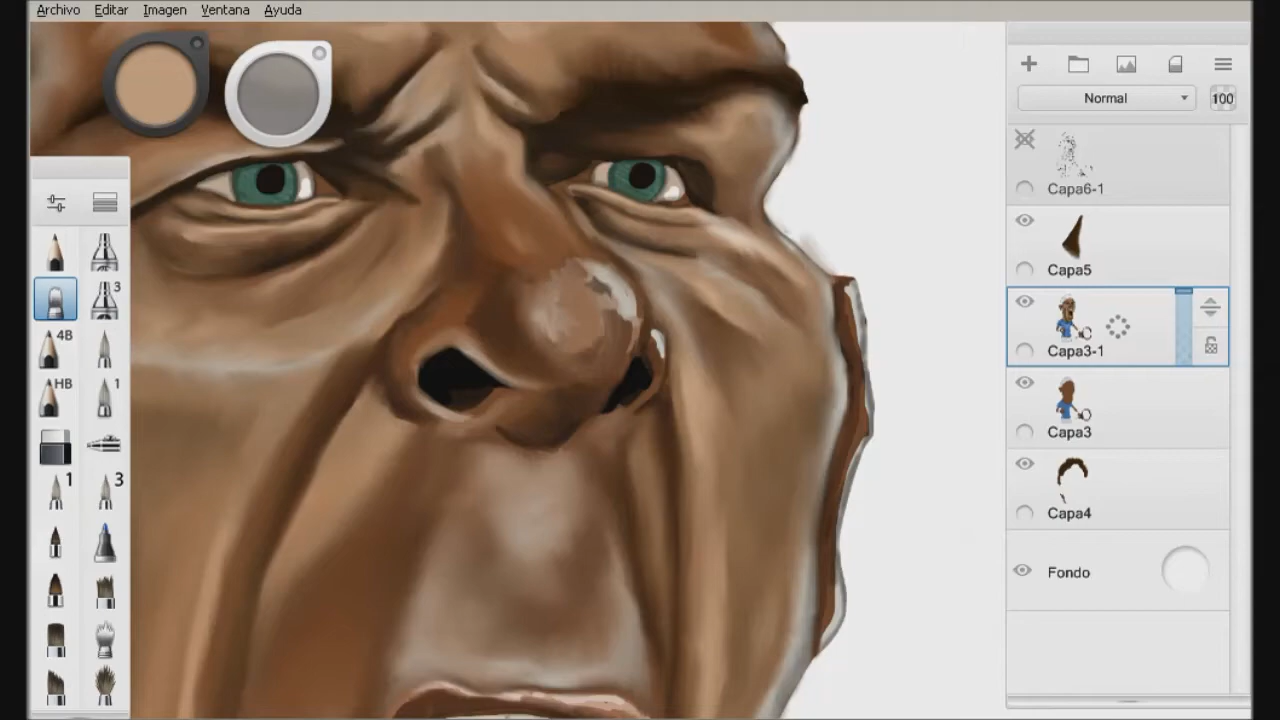 Archivo Editar Imagen Ventana Ayuda
Normal 100
Capa6-1
Capa5
3
Capa3-1
4B
HB 1
Capa3
1 3
Capa4
Fondo